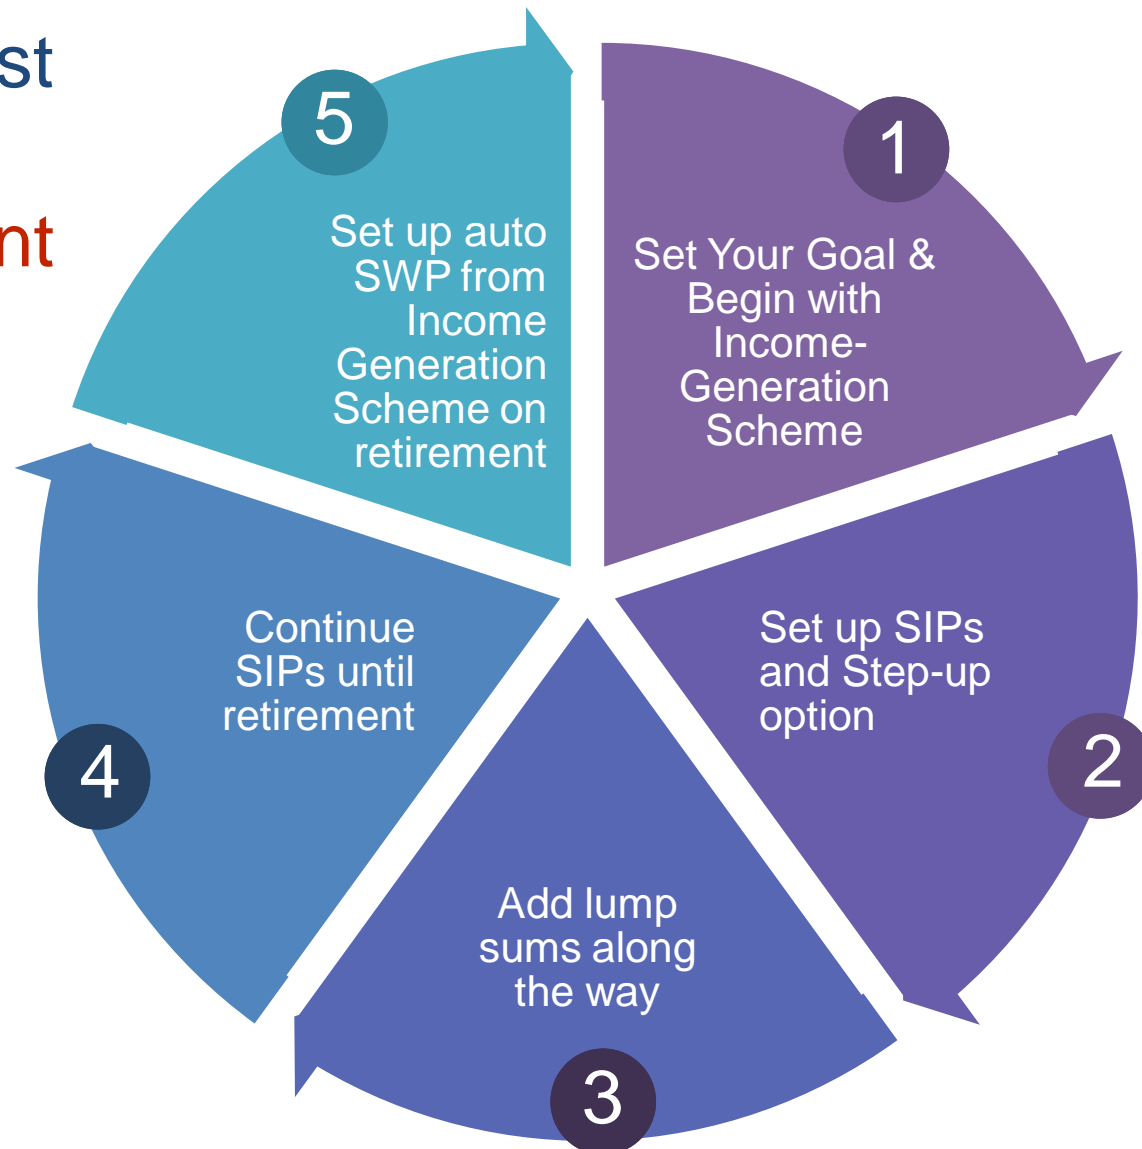 st
nt
1
Set Your Goal &
Begin with
Income-
Generation
Scheme
2
Set up SIPs
and Step-up
option
3
Add lump
sums along
the way
4
Continue
SIPs until
retirement
5
Set up auto
SWP from
Income
Generation
Scheme on
retirement